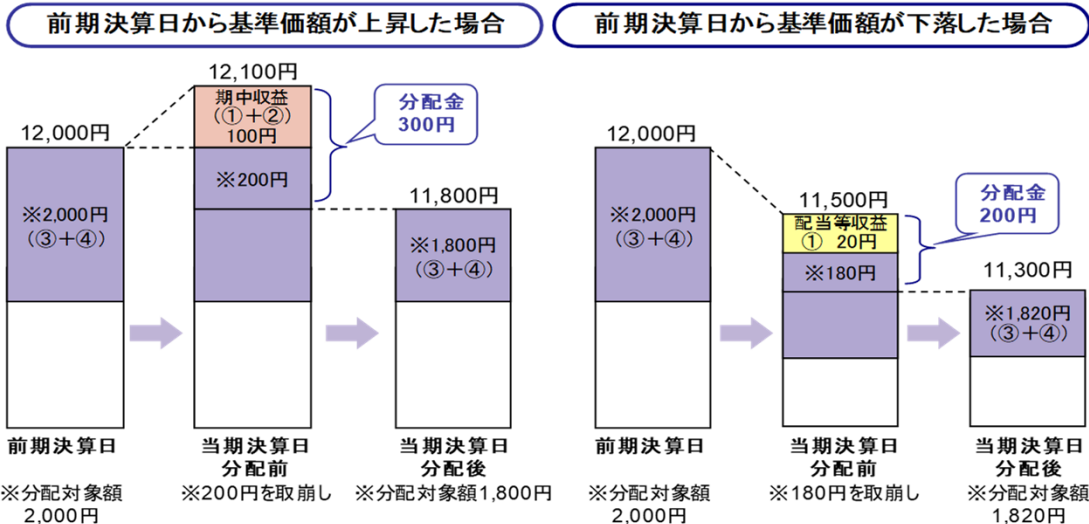 前期決算日から基準価額が上昇した場合
12,100円
期中収益
(①+②)
100円
分配金
300円
12,000円
※2,000円
(③+④)
※200円
11,800円
※1,800円
(③+④)
前期決算日
当期決算日
分配前
当期決算日
分配後
※分配対象額
2,000円
※200円を取崩し
※分配対象額1,800円
前期決算日から基準価額が下落した場合
12,000円
※2,000円
(③+④)
11,500円
配当等収益
① 20円
※180円
分配金
200円
11,300円
※1,820円
(③+④)
前期決算日
当期決算日
分配前
当期決算日
分配後
※分配対象額
2,000円
※180円を取崩し
※分配対象額
1,820円